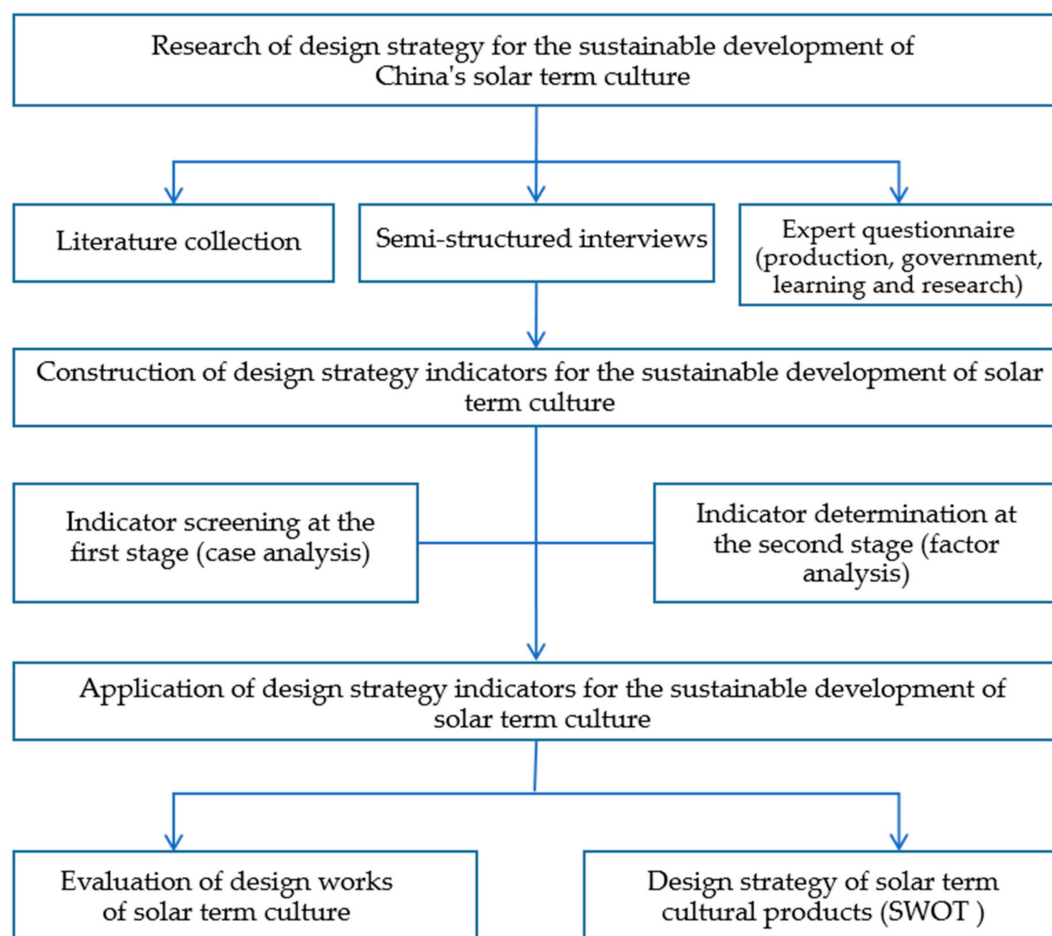 Research of design strategy for the sustainable development of
China's solar term culture
Literature collection
Semi-structured interviews
Expert questionnaire
(production, government,
learning and research)
Construction of design strategy indicators for the sustainable development of solar
term culture
Indicator screening at the
first stage (case analysis)
Indicator determination at
the second stage (factor
analysis)
Application of design strategy indicators for the sustainable development of
solar term culture
Evaluation of design works
of solar term culture
Design strategy of solar term
cultural products (SWOT )